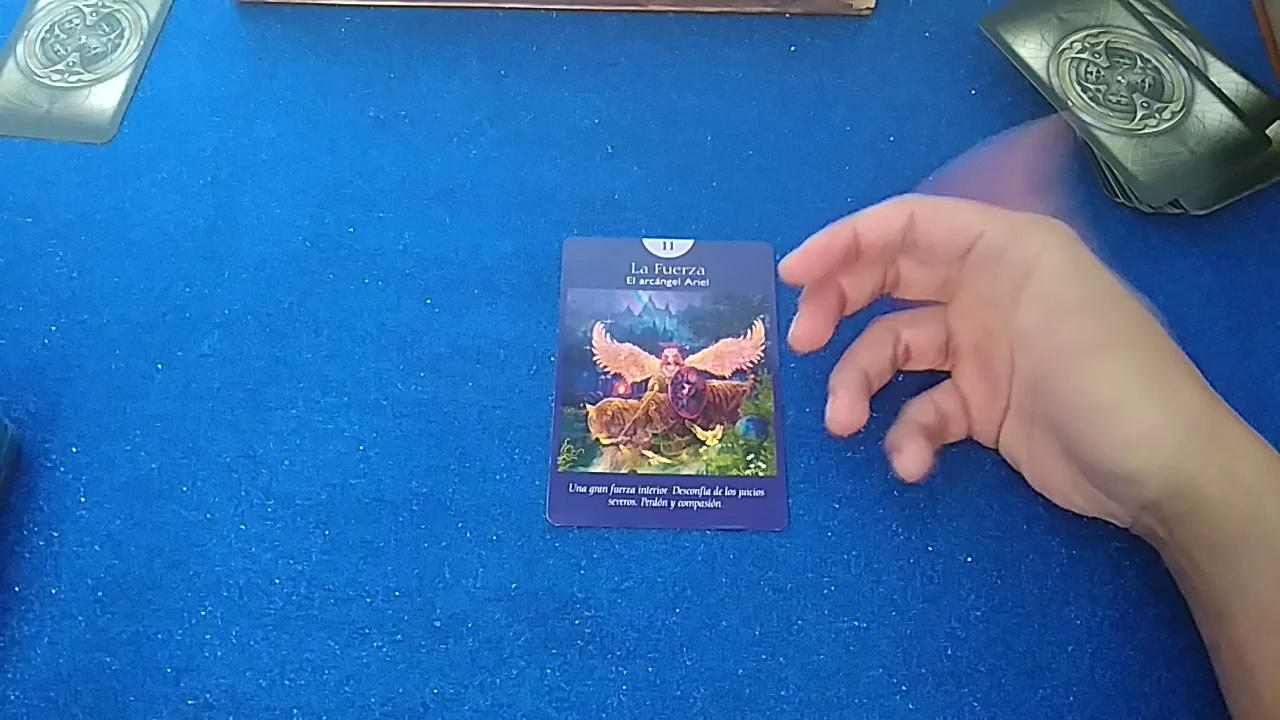 11
La Fuerza
El arcángel Ariel
Una gran fuerza interior. Desconfía de los juicios
severos. Perdón y compasión.